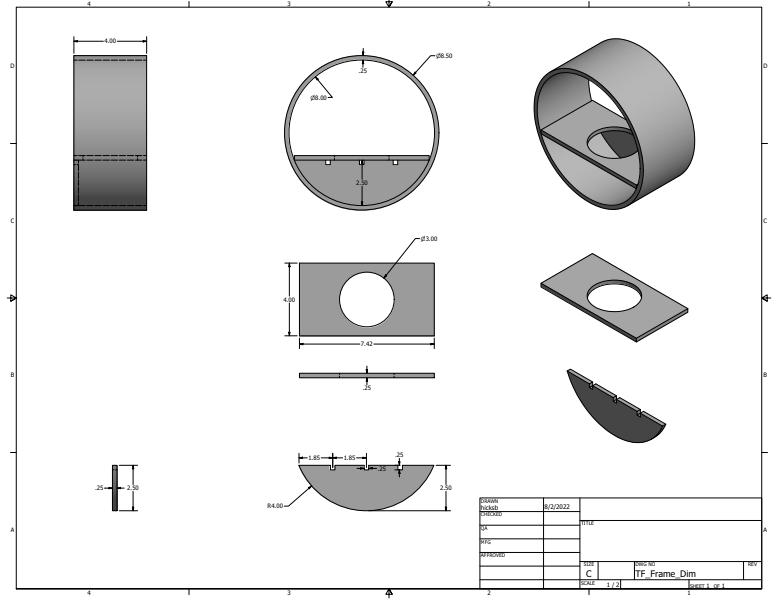 4
3
2
1
D
D
4.00
.25
Ø8.50
Ø8.00
2.50
C
C
Ø3.00
4.00
7.42
B
B
.25
1.85
1.85
.25
.25
.25
2.50
R4.00
2.50
A
A
DRAWN
hicksb
8/2/2022
CHECKED
QA
MFG
APPROVED
TITLE
SIZE
C
DWG NO
TF_Frame_Dim
REV
SCALE
1 / 2
SHEET 1 OF 1
4
3
2
1